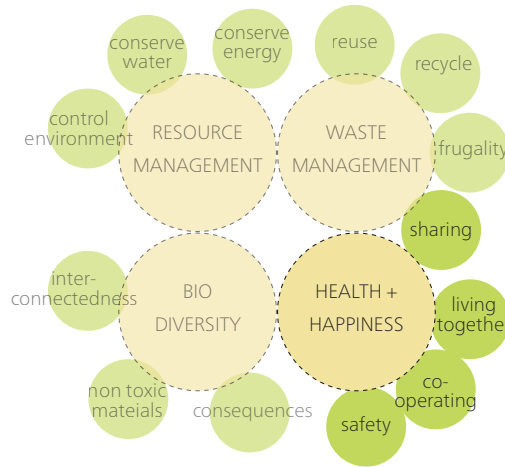 conserve
water
conserve
energy
reuse
recycle
control
environment
RESOURCE
MANAGEMENT
WASTE
MANAGEMENT
frugality
sharing
inter-
connectedness
BIO
DIVERSITY
HEALTH +
HAPPINESS
living
togethe
non toxic
mateials
consequences
co-
operating
safety